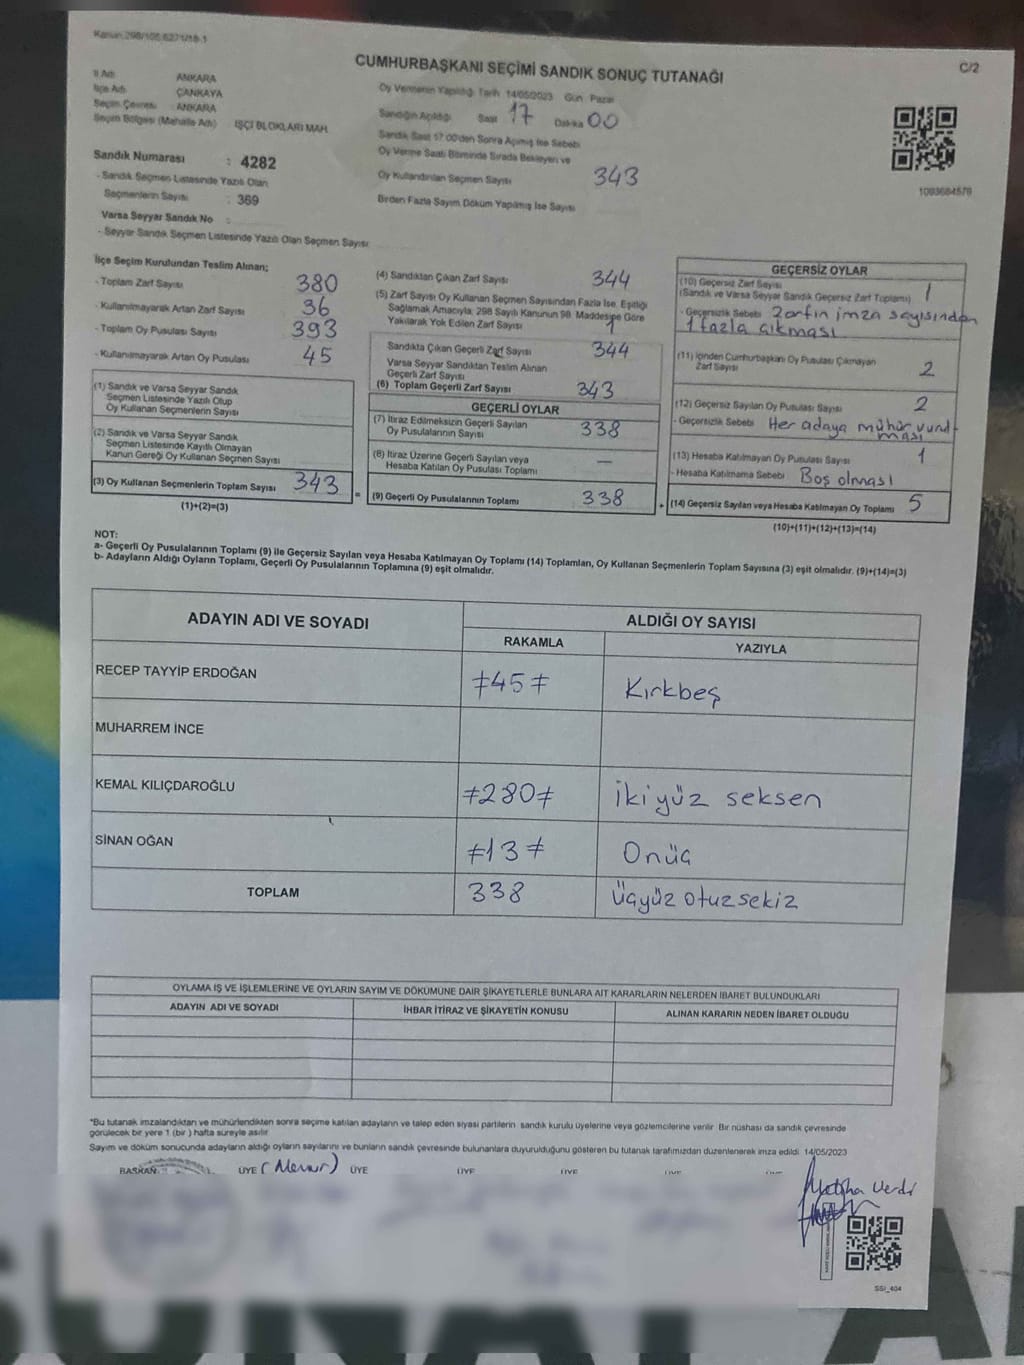 Kanun:298/105,6271/18-1
C/2
CUMHURBAŞKANI SEÇİMİ SANDIK SONUÇ TUTANAĞI
İl Adı : ANKARA
İlçe Adı : ÇANKAYA
Seçim Çevresi : ANKARA
Seçim Bölgesi (Mahalle Adı) : İŞÇİ BLOKLARI MAH.
Sandık Numarası : 4282
- Sandık Seçmen Listesinde Yazılı Olan
Seçmenlerin Sayısı : 369
Varsa Seyyar Sandık No :
- Seyyar Sandık Seçmen Listesinde Yazılı Olan Seçmen Sayısı:
Oy Vermenin Yapıldığı Tarih 14/05/2023 Gün Pazar
Sandığın Açıldığı Saat 17 Dakika 00
Sandık Saat 17:00'den Sonra Açılmış İse Sebebi
Oy Verme Saati Bitiminde Sırada Bekleyen ve
Oy Kullandırılan Seçmen Sayısı 343
Birden Fazla Sayım Döküm Yapılmış İse Sayısı
1093684576
İlçe Seçim Kurulundan Teslim Alınan;
- Toplam Zarf Sayısı 380
- Kullanılmayarak Artan Zarf Sayısı 36
- Toplam Oy Pusulası Sayısı 393
- Kullanılmayarak Artan Oy Pusulası 45
(1) Sandık ve Varsa Seyyar Sandık
Seçmen Listesinde Yazılı Olup
Oy Kullanan Seçmenlerin Sayısı
(2) Sandık ve Varsa Seyyar Sandık
Seçmen Listesinde Kayıtlı Olmayan
Kanun Gereği Oy Kullanan Seçmen Sayısı
(3) Oy Kullanan Seçmenlerin Toplam Sayısı 343
(1)+(2)=(3)
(4) Sandıktan Çıkan Zarf Sayısı 344
(5) Zarf Sayısı Oy Kullanan Seçmen Sayısından Fazla İse, Eşitliği
Sağlamak Amacıyla, 298 Sayılı Kanunun 98. Maddesine Göre
Yakılarak Yok Edilen Zarf Sayısı 1
Sandıkta Çıkan Geçerli Zarf Sayısı 344
Varsa Seyyar Sandıktan Teslim Alınan
Geçerli Zarf Sayısı
(6) Toplam Geçerli Zarf Sayısı 343
GEÇERLİ OYLAR
(7) İtiraz Edilmeksizin Geçerli Sayılan
Oy Pusulalarının Sayısı 338
(8) İtiraz Üzerine Geçerli Sayılan veya
Hesaba Katılan Oy Pusulası Toplamı —
= (9) Geçerli Oy Pusulalarının Toplamı 338
GEÇERSİZ OYLAR
(10) Geçersiz Zarf Sayısı
(Sandık ve Varsa Seyyar Sandık Geçersiz Zarf Toplamı) 1
- Geçersizlik Sebebi Zarfın imza sayısından
1 fazla çıkması
(11) İçinden Cumhurbaşkanı Oy Pusulası Çıkmayan
Zarf Sayısı 2
(12) Geçersiz Sayılan Oy Pusulası Sayısı 2
- Geçersizlik Sebebi Her adaya mühür vurul-
ması
(13) Hesaba Katılmayan Oy Pusulası Sayısı 1
- Hesaba Katılmama Sebebi Boş olması
+ (14) Geçersiz Sayılan veya Hesaba Katılmayan Oy Toplamı 5
(10)+(11)+(12)+(13)=(14)
NOT:
a- Geçerli Oy Pusulalarının Toplamı (9) ile Geçersiz Sayılan veya Hesaba Katılmayan Oy Toplamı (14) Toplamları, Oy Kullanan Seçmenlerin Toplam Sayısına (3) eşit olmalıdır. (9)+(14)=(3)
b- Adayların Aldığı Oyların Toplamı, Geçerli Oy Pusulalarının Toplamına (9) eşit olmalıdır.
ADAYIN ADI VE SOYADI ALDIĞI OY SAYISI
RAKAMLA YAZIYLA
RECEP TAYYİP ERDOĞAN ≠45≠ Kırkbeş
MUHARREM İNCE
KEMAL KILIÇDAROĞLU ≠280≠ İkiyüz seksen
SİNAN OĞAN ≠13≠ Onüç
TOPLAM 338 Üçyüz otuzsekiz
OYLAMA İŞ VE İŞLEMLERİNE VE OYLARIN SAYIM VE DÖKÜMÜNE DAİR ŞİKAYETLERLE BUNLARA AİT KARARLARIN NELERDEN İBARET BULUNDUKLARI
ADAYIN ADI VE SOYADI İHBAR İTİRAZ VE ŞİKAYETİN KONUSU ALINAN KARARIN NEDEN İBARET OLDUĞU
*Bu tutanak imzalandıktan ve mühürlendikten sonra seçime katılan adayların ve talep eden siyasi partilerin sandık kurulu üyelerine veya gözlemcilerine verilir. Bir nüshası da sandık çevresinde
görülecek bir yere 1 (bir) hafta süreyle asılır.
Sayım ve döküm sonucunda adayların aldığı oyların sayılarını ve bunların sandık çevresinde bulunanlara duyurulduğunu gösteren bu tutanak tarafımızdan düzenlenerek imza edildi. 14/05/2023
BAŞKAN ÜYE (Memur) ÜYE ÜYE ÜYE
SSİ_404